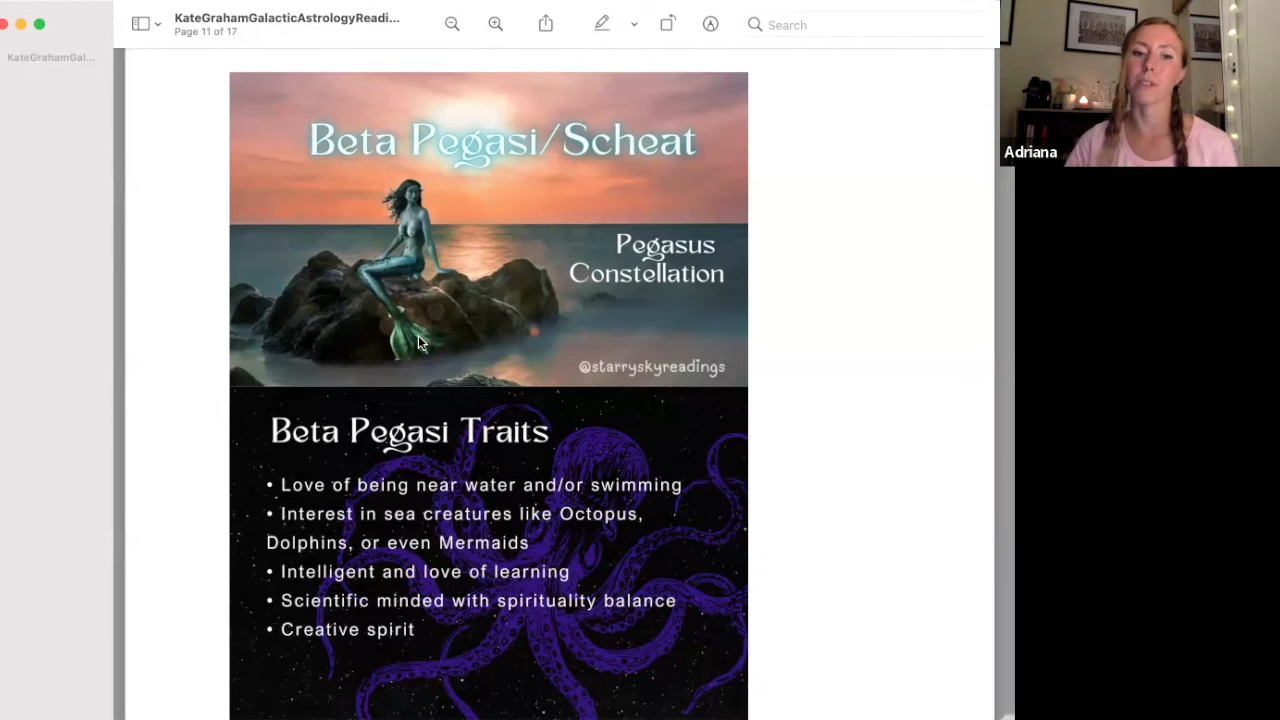 KateGrahamGalacticAstrologyReadi...
Page 11 of 17
Search
KateGrahamGal...
Adriana
Beta Pegasi/Scheat
Pegasus
Constellation
@starryskyreadings
Beta Pegasi Traits
• Love of being near water and/or swimming
• Interest in sea creatures like Octopus,
Dolphins, or even Mermaids
• Intelligent and love of learning
• Scientific minded with spirituality balance
• Creative spirit